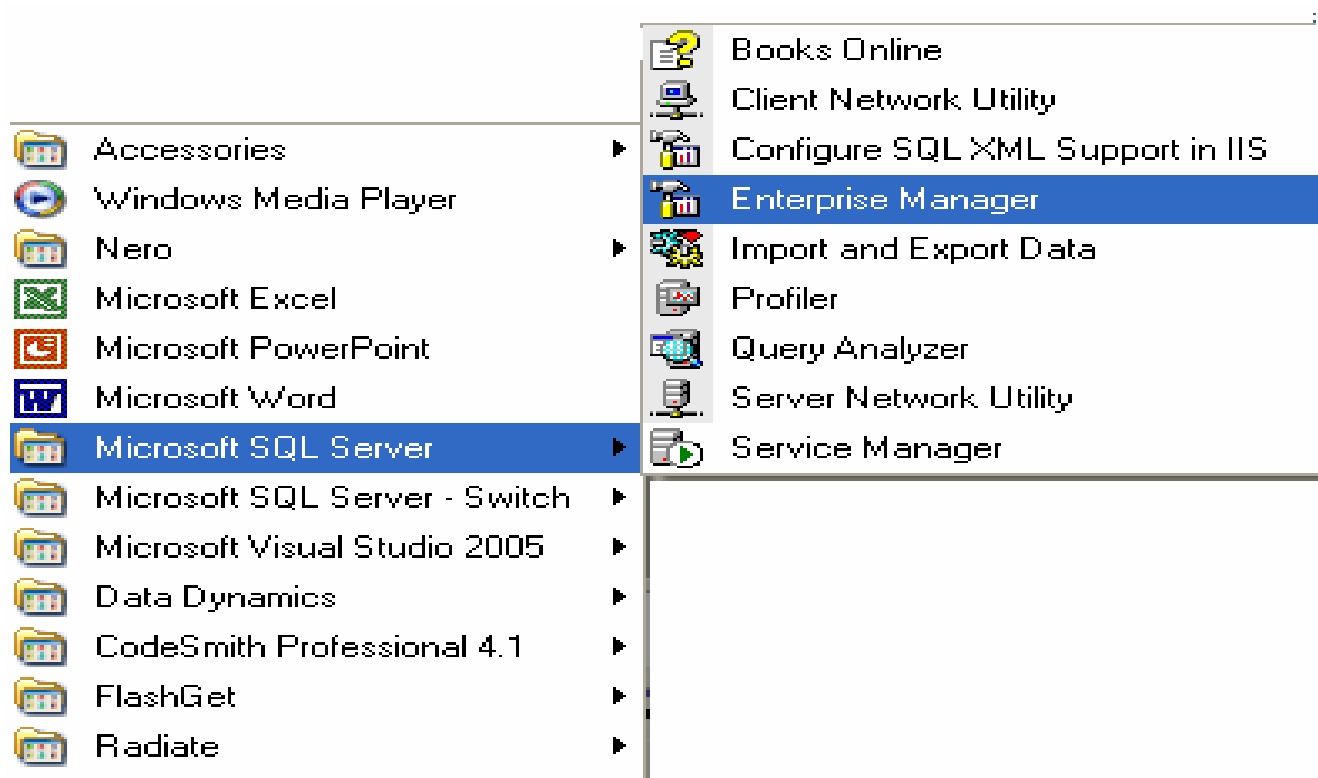 Accessories
Windows Media Player
Nero
Microsoft Excel
Microsoft PowerPoint
Microsoft Word
Microsoft SQL Server
Microsoft SQL Server - Switch
Microsoft Visual Studio 2005
Data Dynamics
CodeSmith Professional 4.1
FlashGet
Radiate
Books Online
Client Network Utility
Configure SQL XML Support in IIS
Enterprise Manager
Import and Export Data
Profiler
Query Analyzer
Server Network Utility
Service Manager